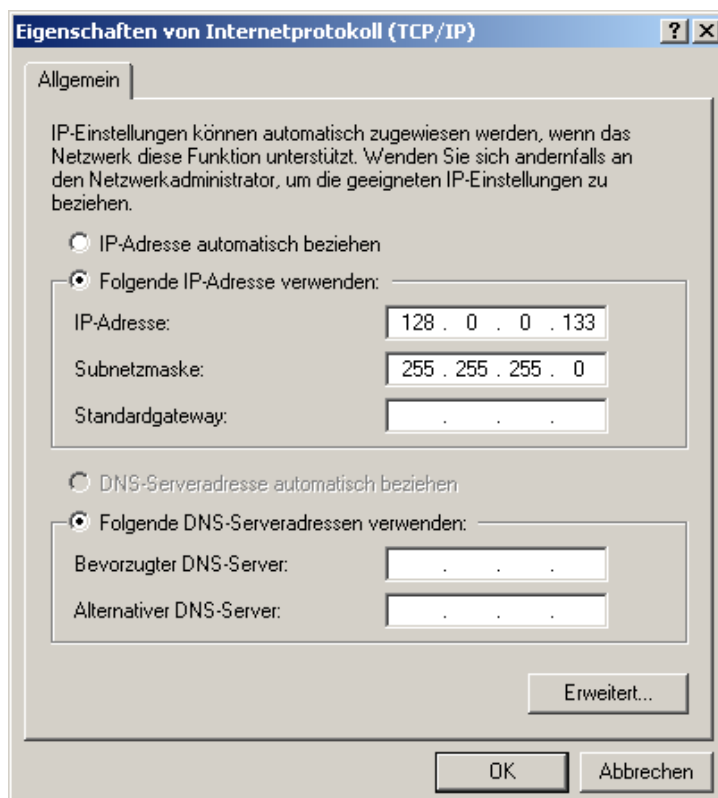 Eigenschaften von Internetprotokoll (TCP/IP)
Allgemein
IP-Einstellungen können automatisch zugewiesen werden, wenn das
Netzwerk diese Funktion unterstützt. Wenden Sie sich andernfalls an
den Netzwerkadministrator, um die geeigneten IP-Einstellungen zu
beziehen.
IP-Adresse automatisch beziehen
Folgende IP-Adresse verwenden:
IP-Adresse: 128 . 0 . 0 . 133
Subnetzmaske: 255 . 255 . 255 . 0
Standardgateway: . . .
DNS-Serveradresse automatisch beziehen
Folgende DNS-Serveradressen verwenden:
Bevorzugter DNS-Server: . . .
Alternativer DNS-Server: . . .
Erweitert...
OK Abbrechen